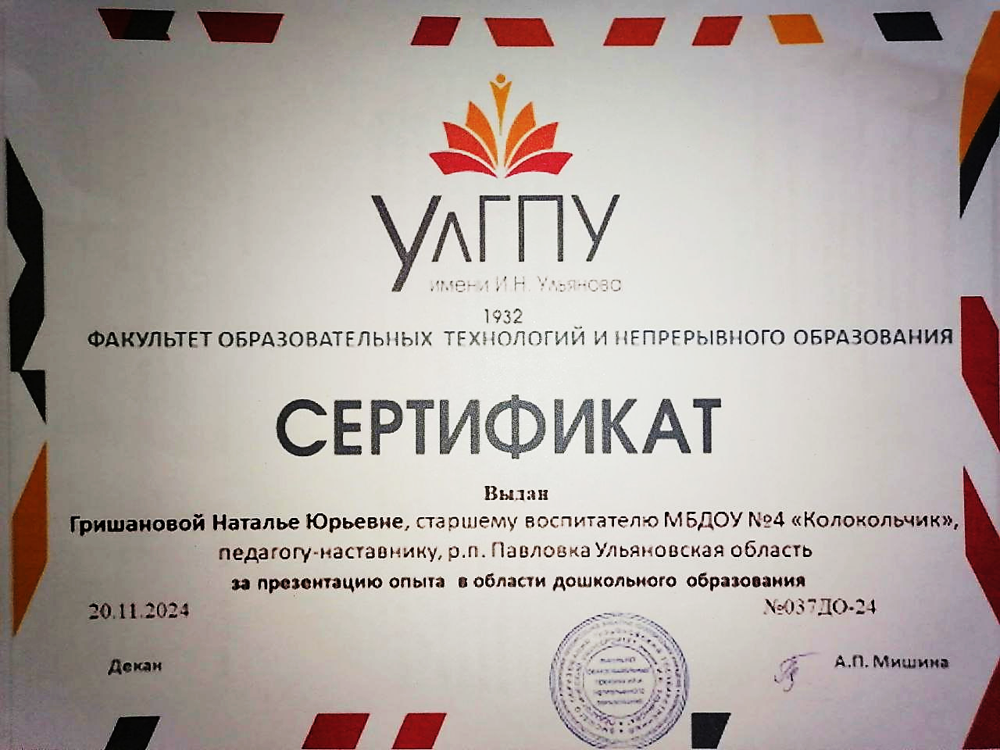 УлГПУ
имени И.Н. Ульянова
1932
ФАКУЛЬТЕТ ОБРАЗОВАТЕЛЬНЫХ ТЕХНОЛОГИЙ И НЕПРЕРЫВНОГО ОБРАЗОВАНИЯ
СЕРТИФИКАТ
Выдан
Гришановой Наталье Юрьевне, старшему воспитателю МБДОУ №4 «Колокольчик»,
педагогу-наставнику, р.п. Павловка Ульяновская область
за презентацию опыта в области дошкольного образования
20.11.2024 №037ДО-24
Декан А.П. Мишина